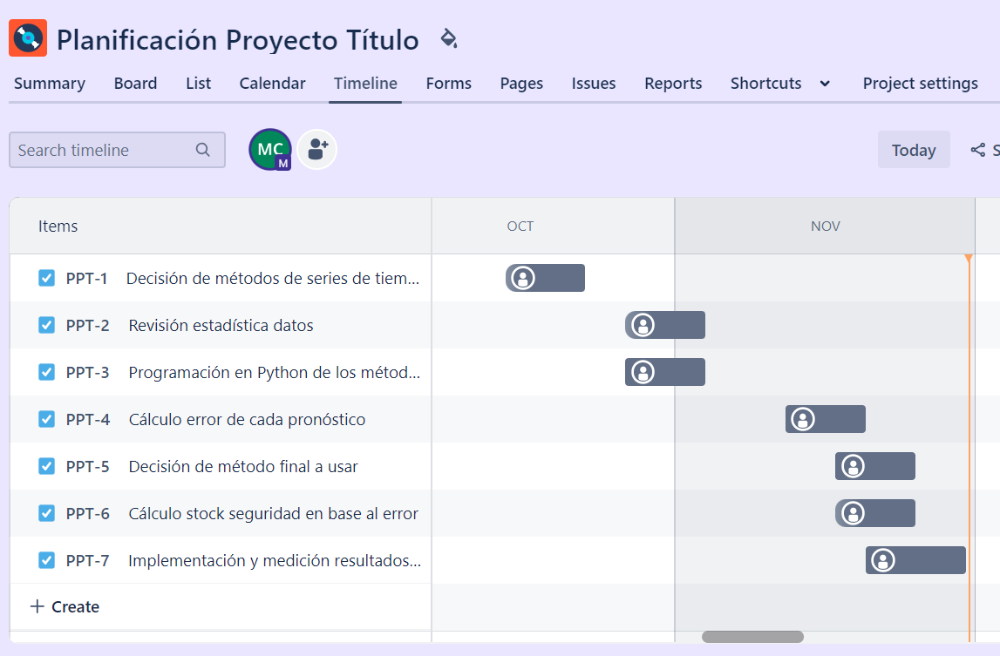 Planificación Proyecto Título
Summary Board List Calendar Timeline Forms Pages Issues Reports Shortcuts Project settings
Search timeline MC M Today S
Items OCT NOV
PPT-1 Decisión de métodos de series de tiem...
PPT-2 Revisión estadística datos
PPT-3 Programación en Python de los métod...
PPT-4 Cálculo error de cada pronóstico
PPT-5 Decisión de método final a usar
PPT-6 Cálculo stock seguridad en base al error
PPT-7 Implementación y medición resultados...
+ Create